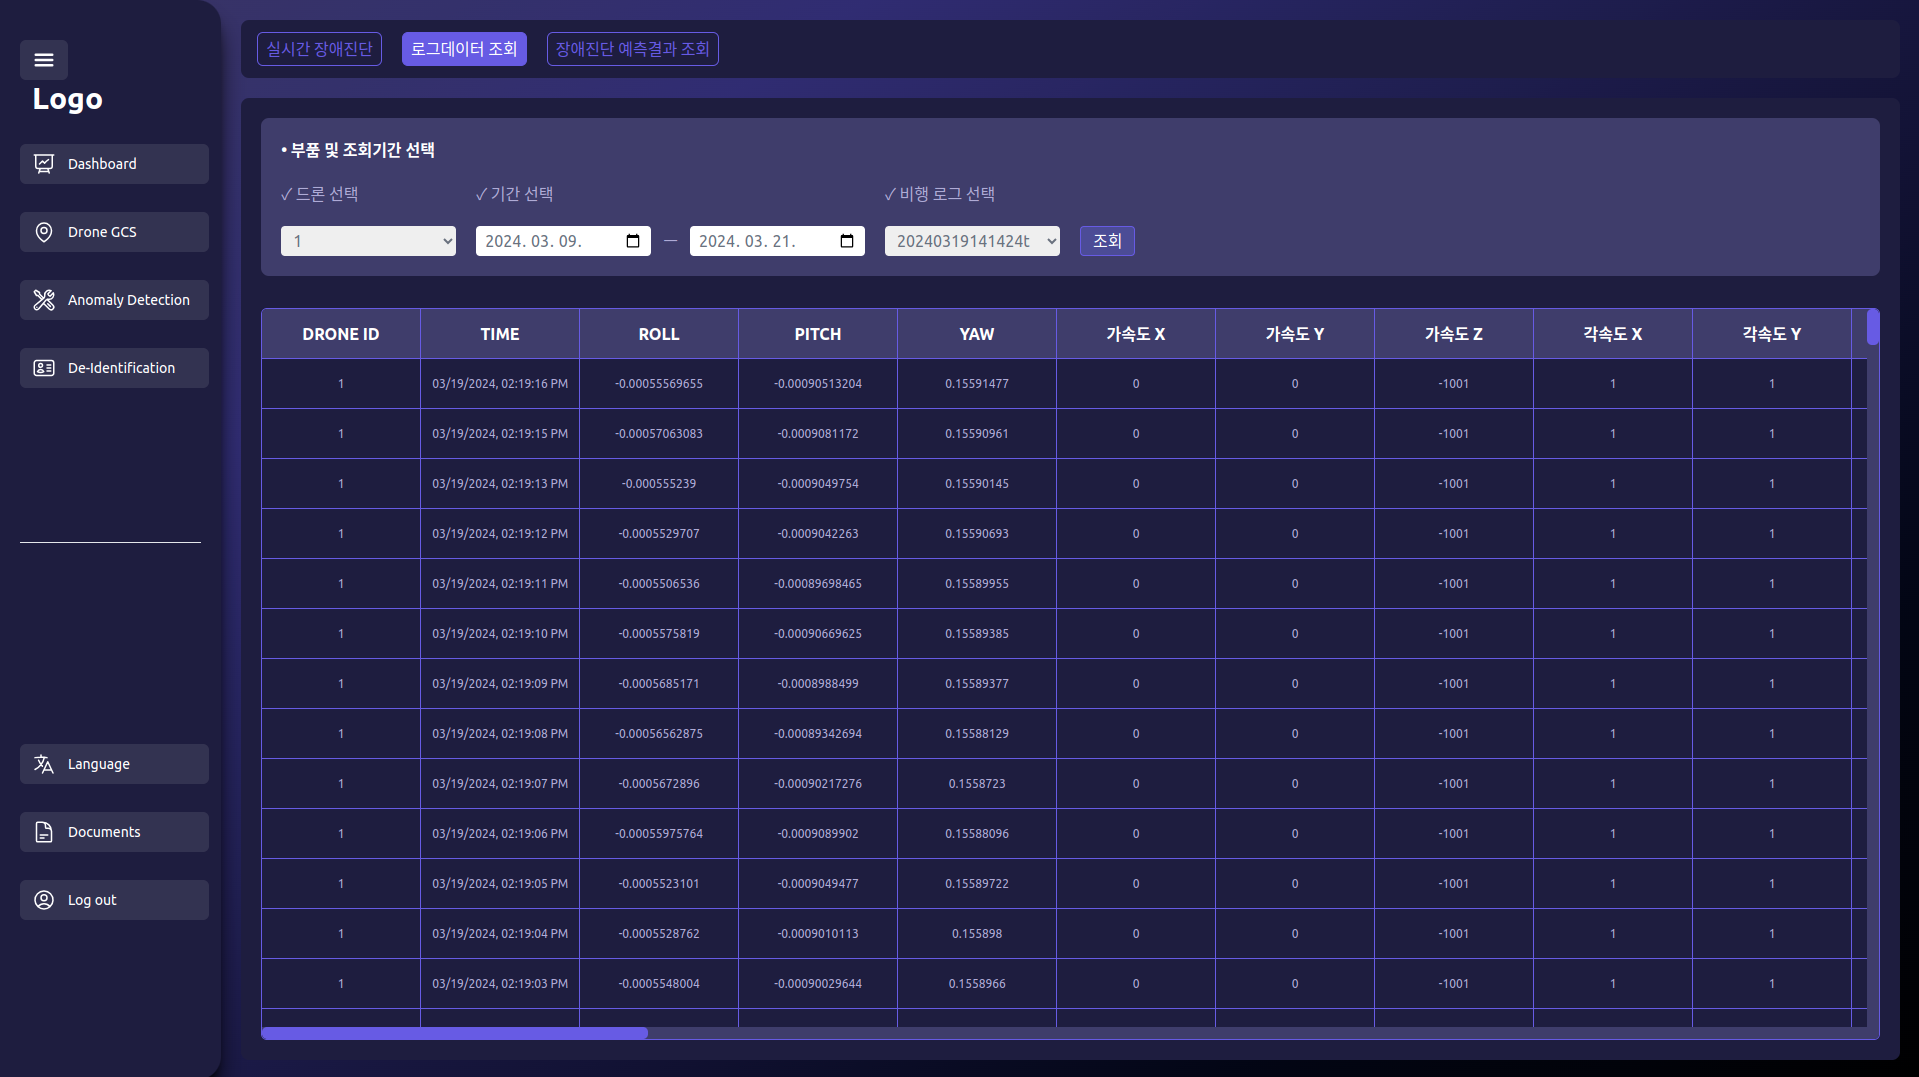 Logo
Dashboard
Drone GCS
Anomaly Detection
De-Identification
Language
Documents
Log out
실시간 장애진단 로그데이터 조회 장애진단 예측결과 조회
• 부품 및 조회기간 선택
✓ 드론 선택 ✓ 기간 선택 ✓ 비행 로그 선택
1 2024. 03. 09. — 2024. 03. 21. 20240319141424t 조회
DRONE ID TIME ROLL PITCH YAW 가속도 X 가속도 Y 가속도 Z 각속도 X 각속도 Y
1 03/19/2024, 02:19:16 PM -0.00055569655 -0.00090513204 0.15591477 0 0 -1001 1 1
1 03/19/2024, 02:19:15 PM -0.00057063083 -0.0009081172 0.15590961 0 0 -1001 1 1
1 03/19/2024, 02:19:13 PM -0.000555239 -0.0009049754 0.15590145 0 0 -1001 1 1
1 03/19/2024, 02:19:12 PM -0.0005529707 -0.0009042263 0.15590693 0 0 -1001 1 1
1 03/19/2024, 02:19:11 PM -0.0005506536 -0.00089698465 0.15589955 0 0 -1001 1 1
1 03/19/2024, 02:19:10 PM -0.0005575819 -0.00090669625 0.15589385 0 0 -1001 1 1
1 03/19/2024, 02:19:09 PM -0.0005685171 -0.0008988499 0.15589377 0 0 -1001 1 1
1 03/19/2024, 02:19:08 PM -0.00056562875 -0.00089342694 0.15588129 0 0 -1001 1 1
1 03/19/2024, 02:19:07 PM -0.0005672896 -0.00090217276 0.1558723 0 0 -1001 1 1
1 03/19/2024, 02:19:06 PM -0.00055975764 -0.0009089902 0.15588096 0 0 -1001 1 1
1 03/19/2024, 02:19:05 PM -0.0005523101 -0.0009049477 0.15589722 0 0 -1001 1 1
1 03/19/2024, 02:19:04 PM -0.0005528762 -0.0009010113 0.155898 0 0 -1001 1 1
1 03/19/2024, 02:19:03 PM -0.0005548004 -0.00090029644 0.1558966 0 0 -1001 1 1